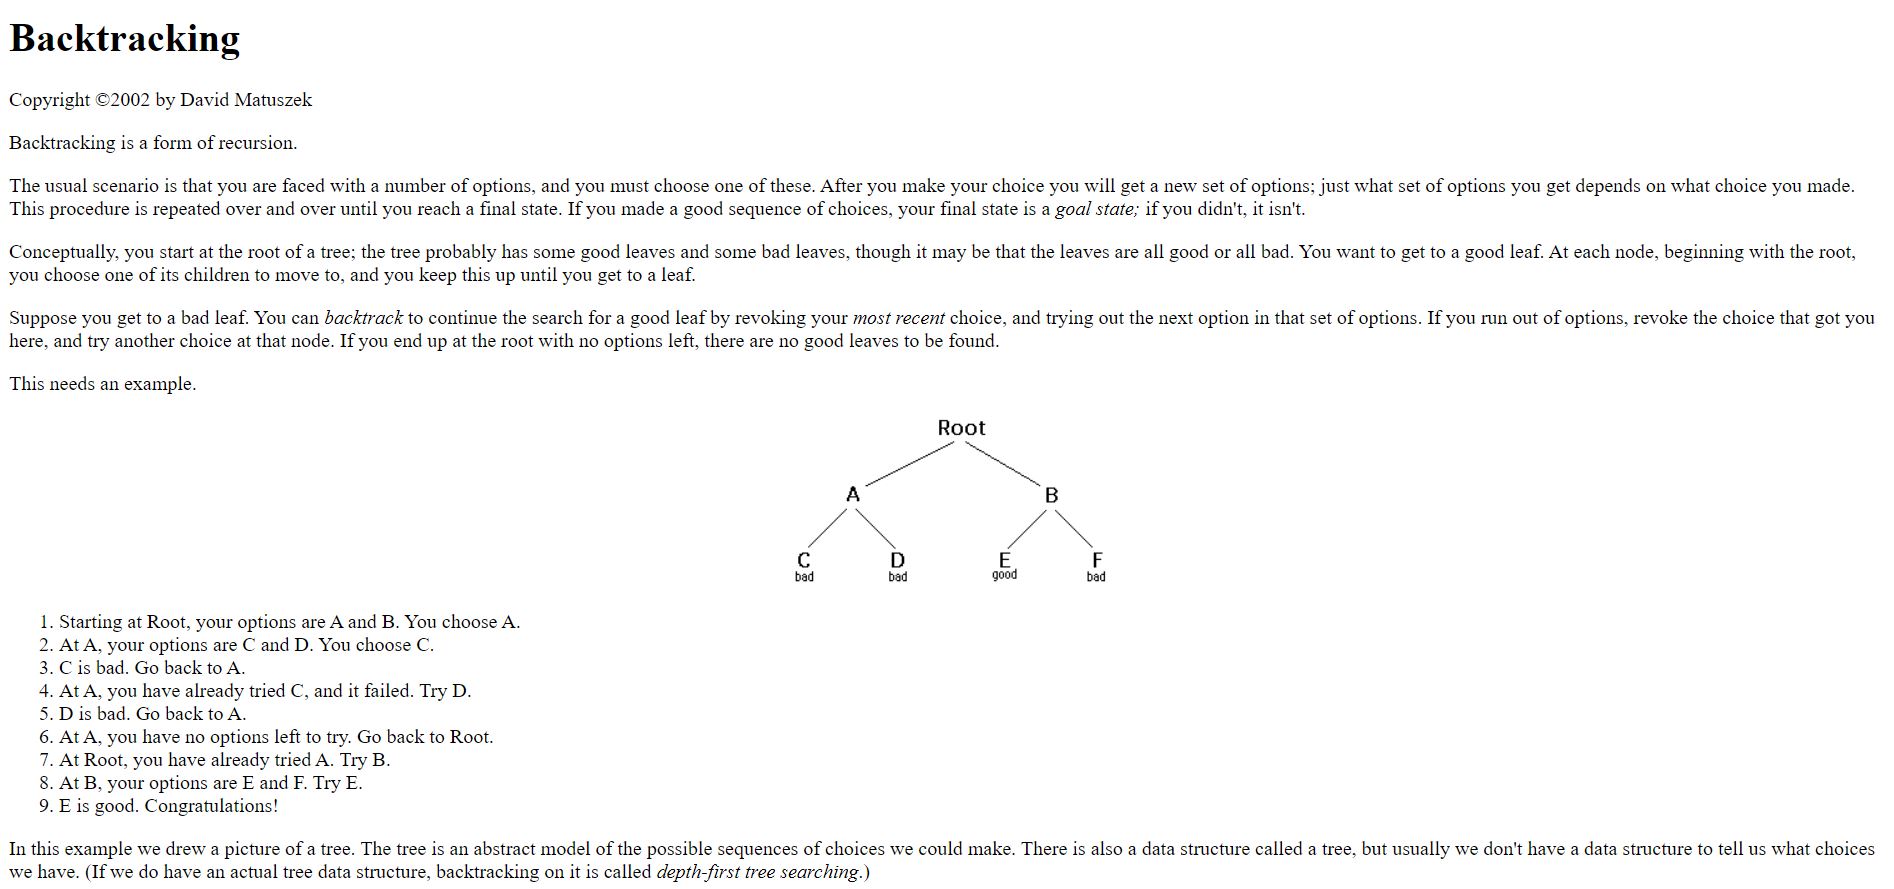 Backtracking
Copyright ©2002 by David Matuszek
Backtracking is a form of recursion.
The usual scenario is that you are faced with a number of options, and you must choose one of these. After you make your choice you will get a new set of options; just what set of options you get depends on what choice you made.
This procedure is repeated over and over until you reach a final state. If you made a good sequence of choices, your final state is a goal state; if you didn't, it isn't.
Conceptually, you start at the root of a tree; the tree probably has some good leaves and some bad leaves, though it may be that the leaves are all good or all bad. You want to get to a good leaf. At each node, beginning with the root,
you choose one of its children to move to, and you keep this up until you get to a leaf.
Suppose you get to a bad leaf. You can backtrack to continue the search for a good leaf by revoking your most recent choice, and trying out the next option in that set of options. If you run out of options, revoke the choice that got you
here, and try another choice at that node. If you end up at the root with no options left, there are no good leaves to be found.
This needs an example.
Root
A B
C D E F
bad bad good bad
1. Starting at Root, your options are A and B. You choose A.
2. At A, your options are C and D. You choose C.
3. C is bad. Go back to A.
4. At A, you have already tried C, and it failed. Try D.
5. D is bad. Go back to A.
6. At A, you have no options left to try. Go back to Root.
7. At Root, you have already tried A. Try B.
8. At B, your options are E and F. Try E.
9. E is good. Congratulations!
In this example we drew a picture of a tree. The tree is an abstract model of the possible sequences of choices we could make. There is also a data structure called a tree, but usually we don't have a data structure to tell us what choices
we have. (If we do have an actual tree data structure, backtracking on it is called depth-first tree searching.)